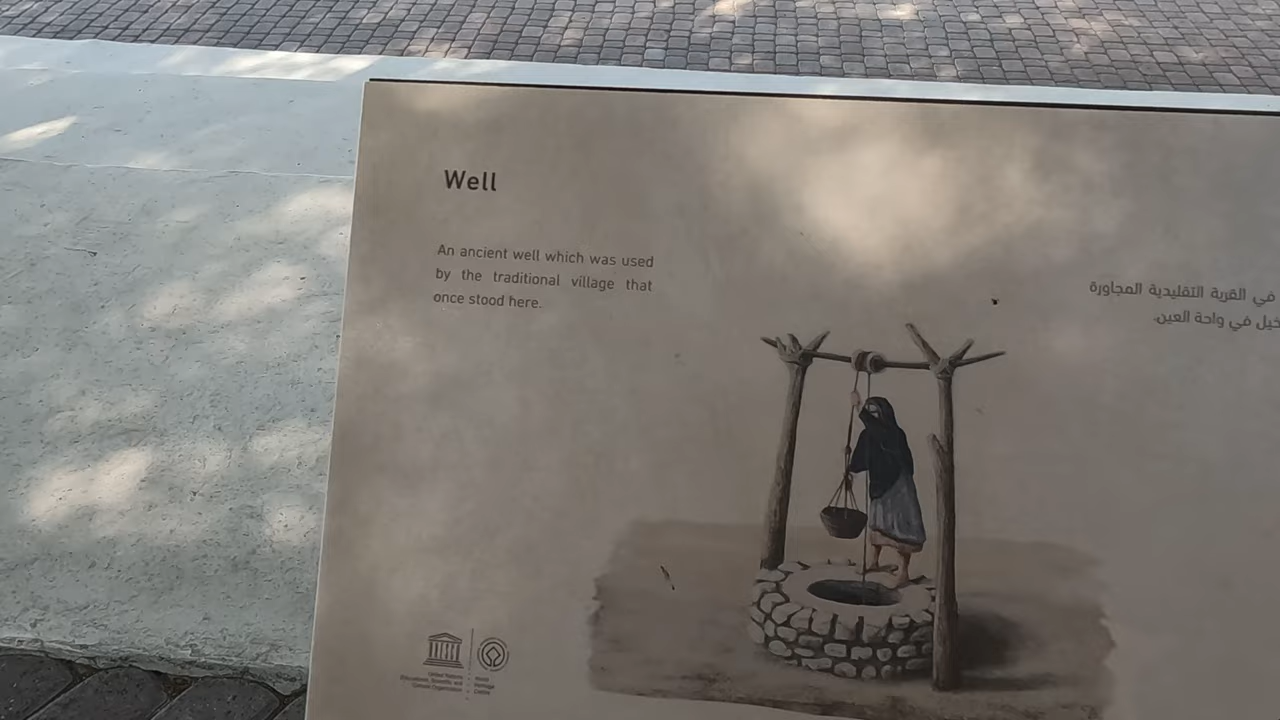 Well
An ancient well which was used
by the traditional village that
once stood here.
في القرية التقليدية المجاورة
في واحة العين.
United Nations
Educational, Scientific and
Cultural Organization
World
Heritage
Centre